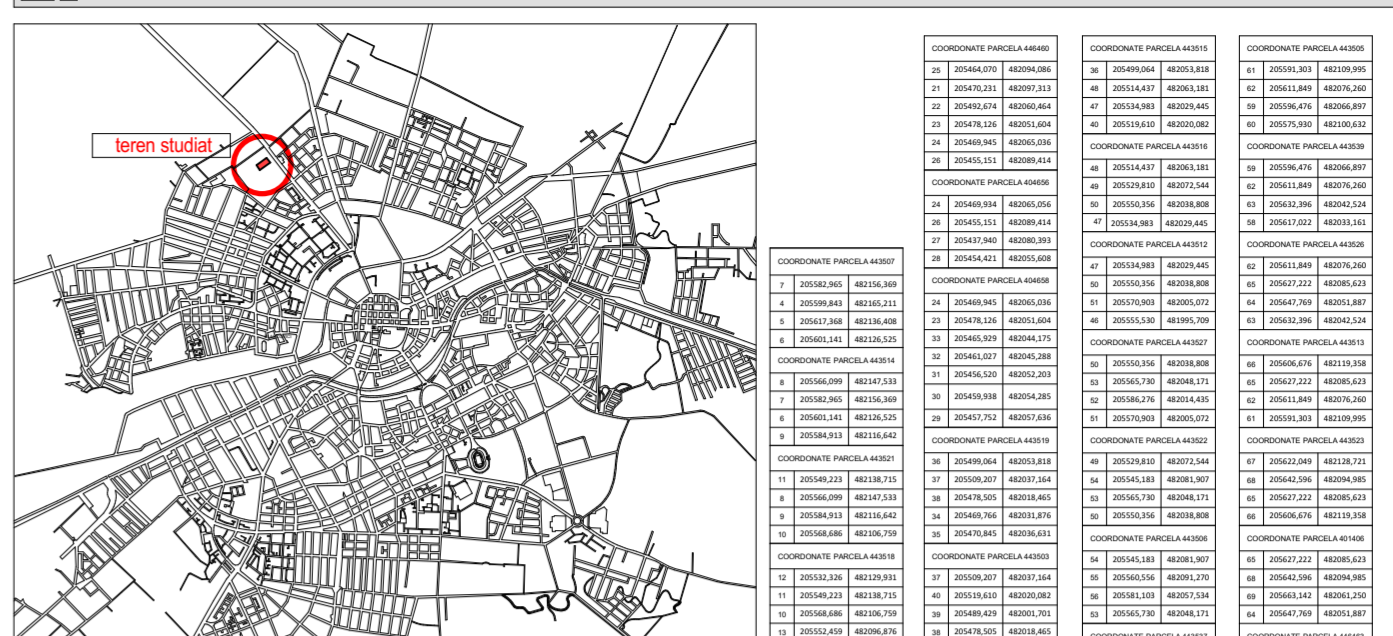 teren studiat
COORDONATE PARCELA 443507
7 205582,965 482156,369
4 205599,843 482165,211
5 205617,368 482136,408
6 205601,141 482126,525
COORDONATE PARCELA 443514
8 205566,099 482147,533
7 205582,965 482156,369
6 205601,141 482126,525
9 205584,913 482116,642
COORDONATE PARCELA 443521
11 205549,223 482138,715
8 205566,099 482147,533
9 205584,913 482116,642
10 205568,686 482106,759
COORDONATE PARCELA 443518
12 205532,326 482129,931
11 205549,223 482138,715
10 205568,686 482106,759
13 205552,459 482096,876
COORDONATE PARCELA 446460
25 205464,070 482094,086
21 205470,231 482097,313
22 205492,674 482060,464
23 205478,126 482051,604
24 205469,945 482065,036
26 205455,151 482089,414
COORDONATE PARCELA 404656
24 205469,934 482065,056
26 205455,151 482089,414
27 205437,940 482080,393
28 205454,421 482055,608
COORDONATE PARCELA 404658
24 205469,945 482065,036
23 205478,126 482051,604
33 205465,929 482044,175
32 205461,027 482045,288
31 205456,520 482052,203
30 205459,938 482054,285
29 205457,752 482057,636
COORDONATE PARCELA 443519
36 205499,064 482053,818
37 205509,207 482037,164
38 205478,505 482018,465
34 205469,766 482031,876
35 205470,845 482036,631
COORDONATE PARCELA 443503
37 205509,207 482037,164
40 205519,610 482020,082
39 205489,429 482001,701
38 205478,505 482018,465
COORDONATE PARCELA 443515
36 205499,064 482053,818
48 205514,437 482063,181
47 205534,983 482029,445
40 205519,610 482020,082
COORDONATE PARCELA 443516
48 205514,437 482063,181
49 205529,810 482072,544
50 205550,356 482038,808
47 205534,983 482029,445
COORDONATE PARCELA 443512
47 205534,983 482029,445
50 205550,356 482038,808
51 205570,903 482005,072
46 205555,530 481995,709
COORDONATE PARCELA 443527
50 205550,356 482038,808
53 205565,730 482048,171
52 205586,276 482014,435
51 205570,903 482005,072
COORDONATE PARCELA 443522
49 205529,810 482072,544
54 205545,183 482081,907
53 205565,730 482048,171
50 205550,356 482038,808
COORDONATE PARCELA 443506
54 205545,183 482081,907
55 205560,556 482091,270
56 205581,103 482057,534
53 205565,730 482048,171
COORDONATE PARCELA
COORDONATE PARCELA 443505
61 205591,303 482109,995
62 205611,849 482076,260
59 205596,476 482066,897
60 205575,930 482100,632
COORDONATE PARCELA 443539
59 205596,476 482066,897
62 205611,849 482076,260
63 205632,396 482042,524
58 205617,022 482033,161
COORDONATE PARCELA 443526
62 205611,849 482076,260
65 205627,222 482085,623
64 205647,769 482051,887
63 205632,396 482042,524
COORDONATE PARCELA 443513
66 205606,676 482119,358
65 205627,222 482085,623
62 205611,849 482076,260
61 205591,303 482109,995
COORDONATE PARCELA 443523
67 205622,049 482128,721
68 205642,596 482094,985
65 205627,222 482085,623
66 205606,676 482119,358
COORDONATE PARCELA 401406
65 205627,222 482085,623
68 205642,596 482094,985
69 205663,142 482061,250
64 205647,769 482051,887
COORDONATE PARCELA